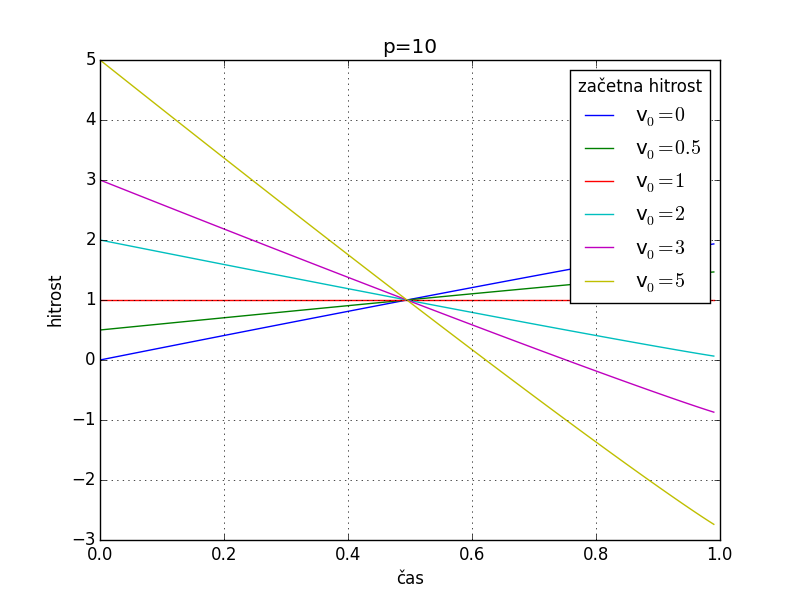 p=10
hitrost
5
4
3
2
1
0
−1
−2
−3
0.0 0.2 0.4 0.6 0.8 1.0
čas
začetna hitrost
v₀=0
v₀=0.5
v₀=1
v₀=2
v₀=3
v₀=5